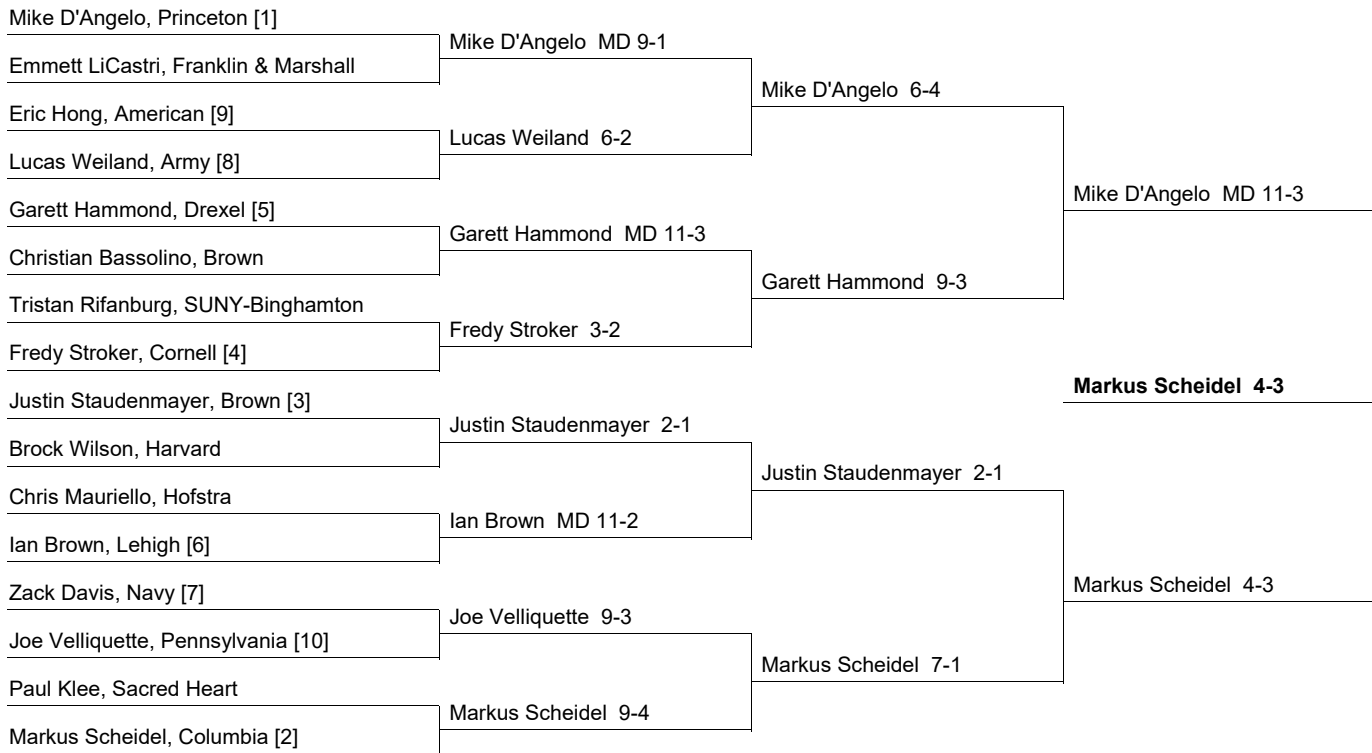 Mike D'Angelo, Princeton [1]
Emmett LiCastri, Franklin & Marshall
Eric Hong, American [9]
Lucas Weiland, Army [8]
Garett Hammond, Drexel [5]
Christian Bassolino, Brown
Tristan Rifanburg, SUNY-Binghamton
Fredy Stroker, Cornell [4]
Justin Staudenmayer, Brown [3]
Brock Wilson, Harvard
Chris Mauriello, Hofstra
Ian Brown, Lehigh [6]
Zack Davis, Navy [7]
Joe Velliquette, Pennsylvania [10]
Paul Klee, Sacred Heart
Markus Scheidel, Columbia [2]
Mike D'Angelo MD 9-1
Lucas Weiland 6-2
Garett Hammond MD 11-3
Fredy Stroker 3-2
Justin Staudenmayer 2-1
Ian Brown MD 11-2
Joe Velliquette 9-3
Markus Scheidel 9-4
Mike D'Angelo 6-4
Garett Hammond 9-3
Justin Staudenmayer 2-1
Markus Scheidel 7-1
Mike D'Angelo MD 11-3
Markus Scheidel 4-3
Markus Scheidel 4-3